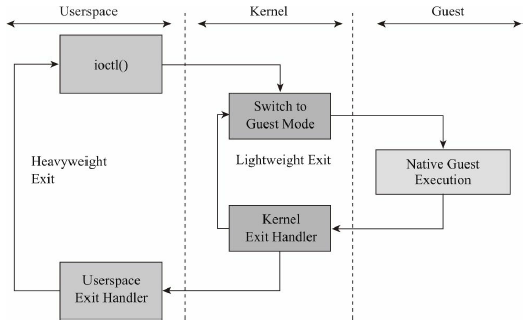 Userspace
Kernel
Guest
ioctl()
Switch to
Guest Mode
Heavyweight
Exit
Lightweight Exit
Native Guest
Execution
Kernel
Exit Handler
Userspace
Exit Handler